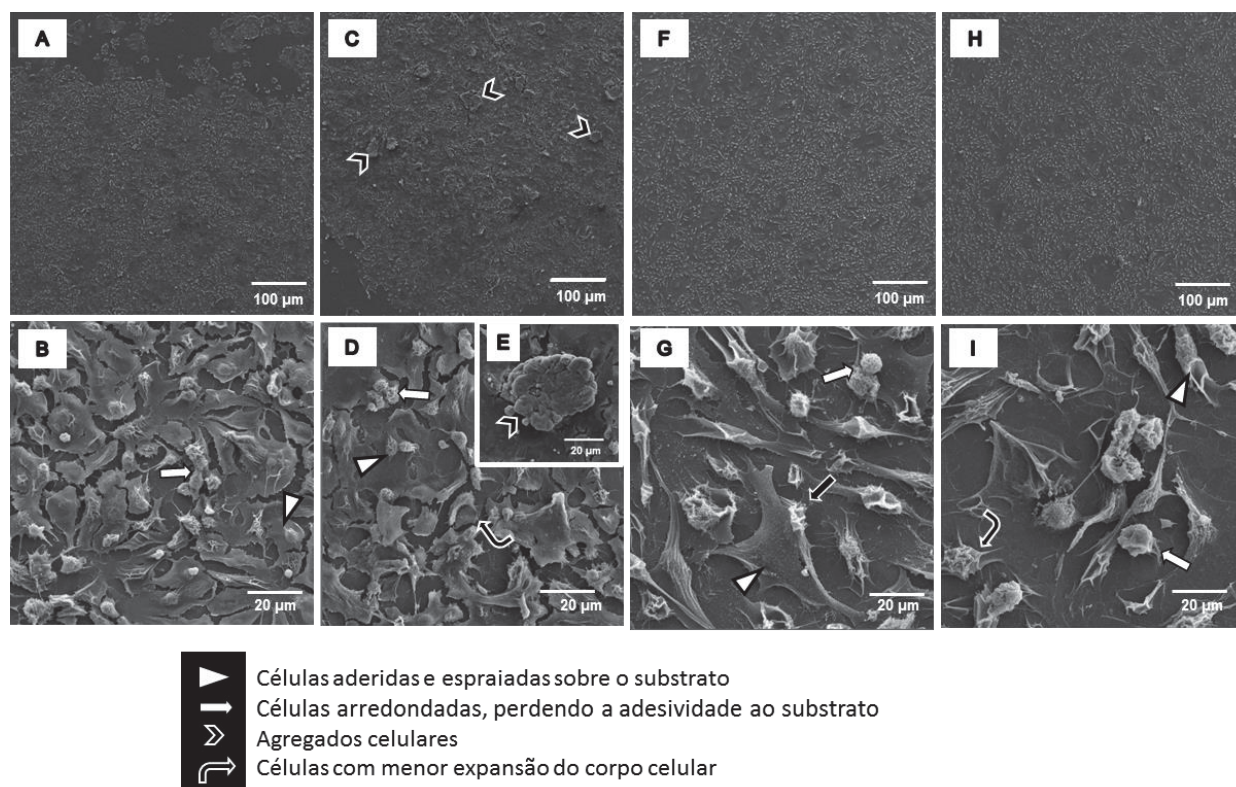 A
C
F
H
100 µm
100 µm
100 µm
100 µm
B
D
E
G
I
20 µm
20 µm
20 µm
20 µm
20 µm
Células aderidas e espraiadas sobre o substrato
Células arredondadas, perdendo a adesividade ao substrato
Agregados celulares
Células com menor expansão do corpo celular